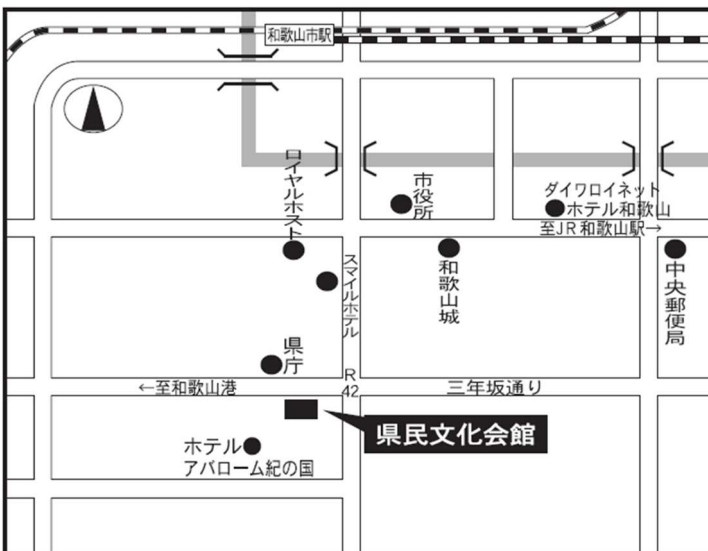 和歌山市駅
ロイヤルホスト
市役所
ダイワロイネット
ホテル和歌山
至JR和歌山駅→
スマイルホテル
和歌山城
中央郵便局
県庁
R
42
←至和歌山港
三年坂通り
県民文化会館
ホテル
アバローム紀の国